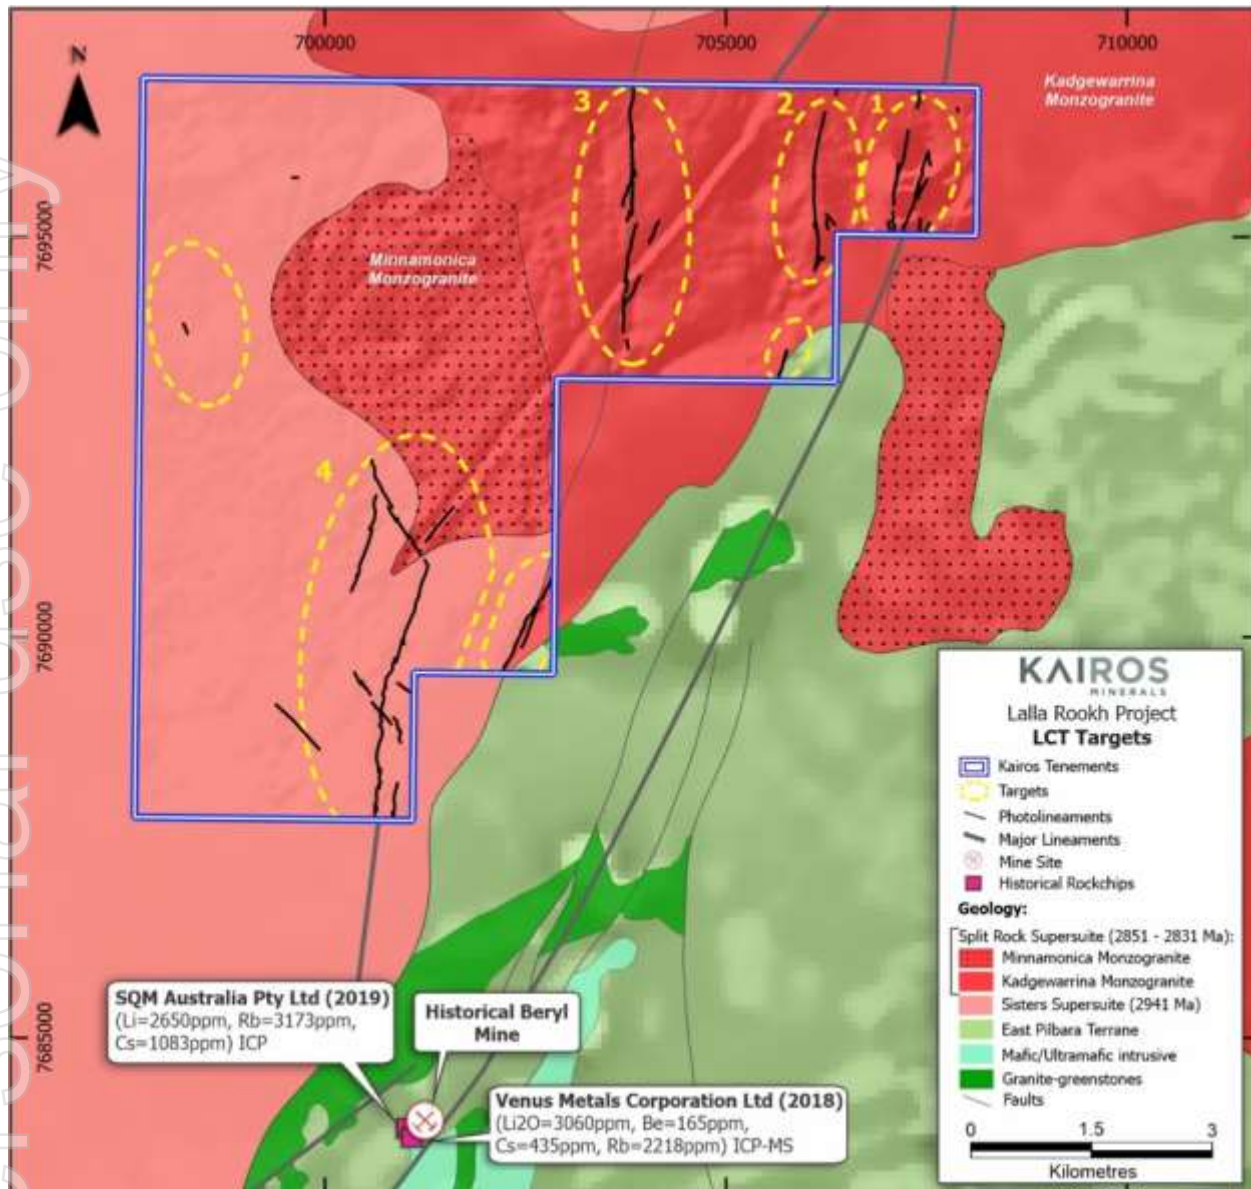 700000
705000
710000
N
Kadgewarrina
Monzogranite
3
2
1
7695000
Minnamonica
Monzogranite
4
7690000
KAIROS
MINERALS
Lalla Rookh Project
LCT Targets
Kairos Tenements
Targets
Photolineaments
Major Lineaments
Mine Site
Historical Rockchips
Geology:
Split Rock Supersuite (2851 - 2831 Ma):
Minnamonica Monzogranite
Kadgewarrina Monzogranite
Sisters Supersuite (2941 Ma)
East Pilbara Terrane
Mafic/Ultramafic intrusive
Granite-greenstones
Faults
0 1.5 3
Kilometres
7685000
SQM Australia Pty Ltd (2019)
(Li=2650ppm, Rb=3173ppm,
Cs=1083ppm) ICP
Historical Beryl
Mine
Venus Metals Corporation Ltd (2018)
(Li2O=3060ppm, Be=165ppm,
Cs=435ppm, Rb=2218ppm) ICP-MS